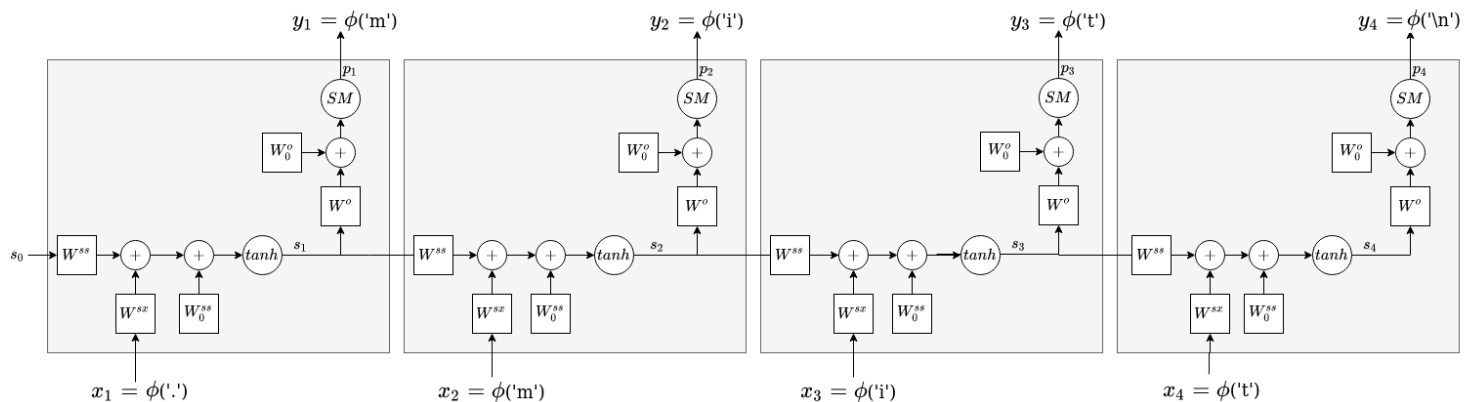 y₁ = ϕ('m') y₂ = ϕ('i') y₃ = ϕ('t') y₄ = ϕ('\n')
p₁ p₂ p₃ p₄
SM SM SM SM
W₀ᵒ + W₀ᵒ + W₀ᵒ + W₀ᵒ +
Wᵒ Wᵒ Wᵒ Wᵒ
s₀ Wˢˢ + + tanh s₁ Wˢˢ + + tanh s₂ Wˢˢ + + tanh s₃ Wˢˢ + + tanh s₄
Wˢˣ W₀ˢˢ Wˢˣ W₀ˢˢ Wˢˣ W₀ˢˢ Wˢˣ W₀ˢˢ
x₁ = ϕ('.') x₂ = ϕ('m') x₃ = ϕ('i') x₄ = ϕ('t')